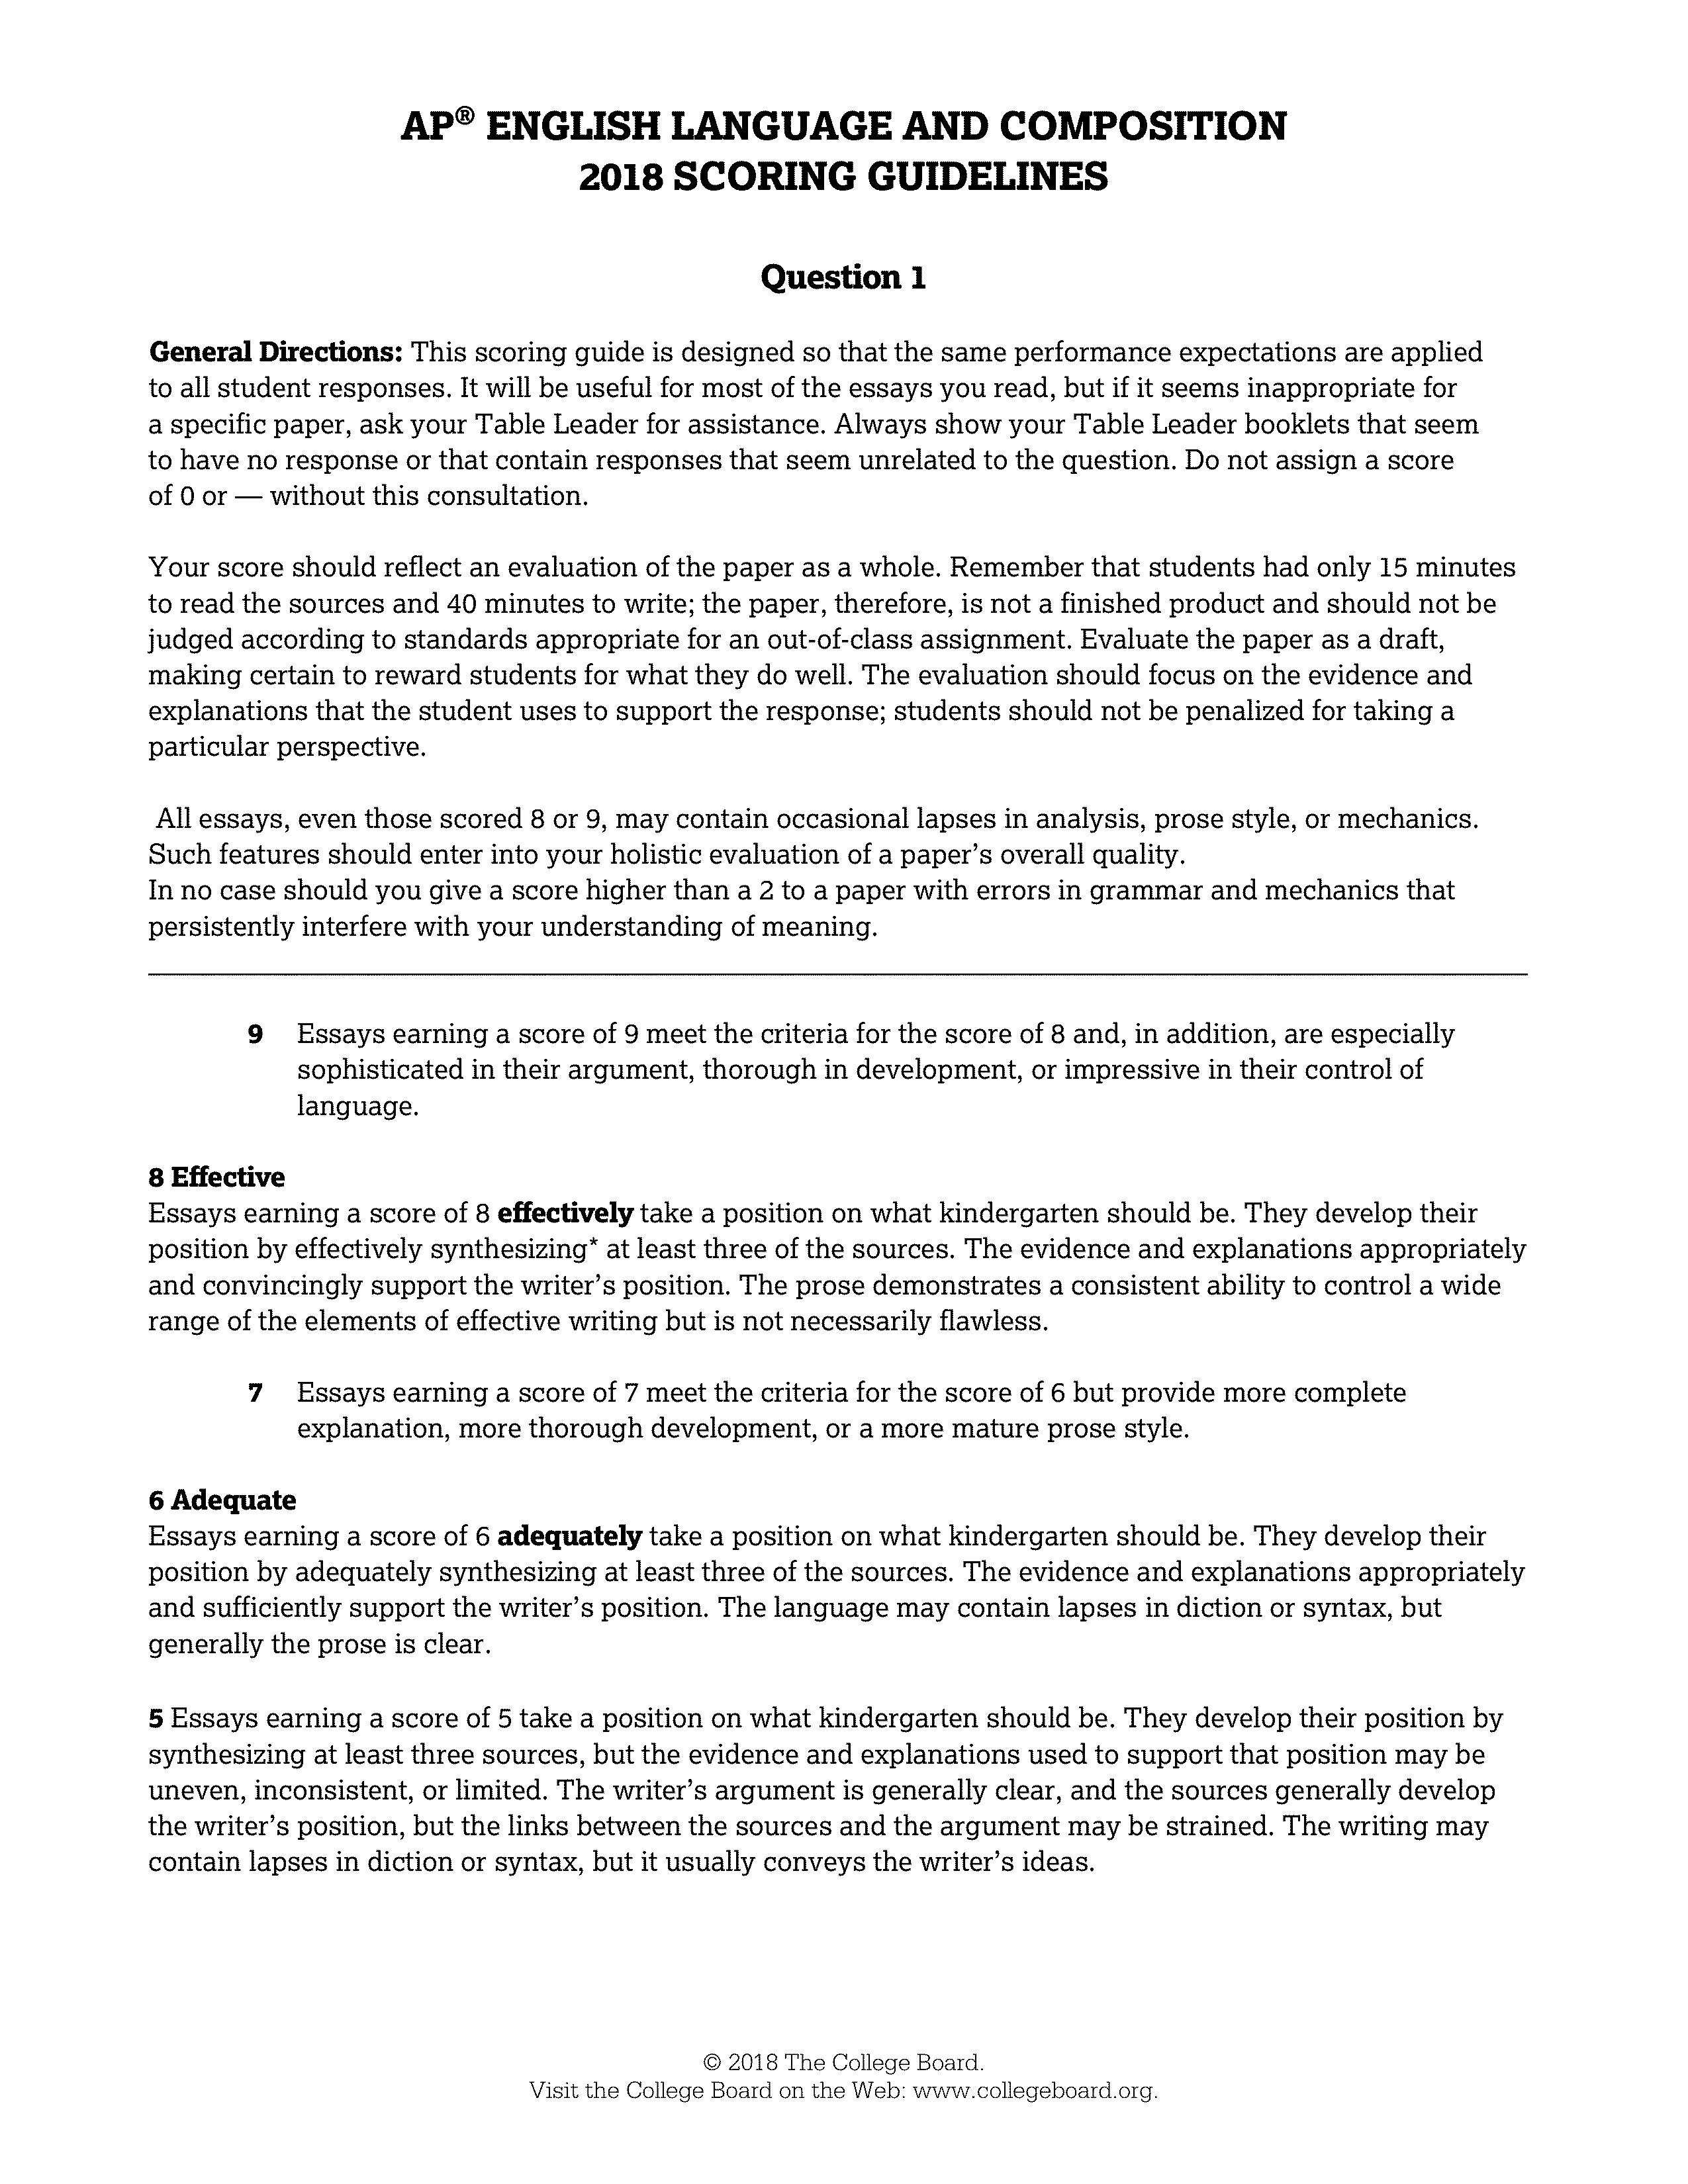 AP® ENGLISH LANGUAGE AND COMPOSITION
2018 SCORING GUIDELINES
Question 1
General Directions: This scoring guide is designed so that the same performance expectations are applied
to all student responses. It will be useful for most of the essays you read, but if it seems inappropriate for
a specific paper, ask your Table Leader for assistance. Always show your Table Leader booklets that seem
to have no response or that contain responses that seem unrelated to the question. Do not assign a score
of 0 or — without this consultation.
Your score should reflect an evaluation of the paper as a whole. Remember that students had only 15 minutes
to read the sources and 40 minutes to write; the paper, therefore, is not a finished product and should not be
judged according to standards appropriate for an out-of-class assignment. Evaluate the paper as a draft,
making certain to reward students for what they do well. The evaluation should focus on the evidence and
explanations that the student uses to support the response; students should not be penalized for taking a
particular perspective.
All essays, even those scored 8 or 9, may contain occasional lapses in analysis, prose style, or mechanics.
Such features should enter into your holistic evaluation of a paper's overall quality.
In no case should you give a score higher than a 2 to a paper with errors in grammar and mechanics that
persistently interfere with your understanding of meaning.
9 Essays earning a score of 9 meet the criteria for the score of 8 and, in addition, are especially
sophisticated in their argument, thorough in development, or impressive in their control of
language.
8 Effective
Essays earning a score of 8 effectively take a position on what kindergarten should be. They develop their
position by effectively synthesizing* at least three of the sources. The evidence and explanations appropriately
and convincingly support the writer's position. The prose demonstrates a consistent ability to control a wide
range of the elements of effective writing but is not necessarily flawless.
7 Essays earning a score of 7 meet the criteria for the score of 6 but provide more complete
explanation, more thorough development, or a more mature prose style.
6 Adequate
Essays earning a score of 6 adequately take a position on what kindergarten should be. They develop their
position by adequately synthesizing at least three of the sources. The evidence and explanations appropriately
and sufficiently support the writer's position. The language may contain lapses in diction or syntax, but
generally the prose is clear.
5 Essays earning a score of 5 take a position on what kindergarten should be. They develop their position by
synthesizing at least three sources, but the evidence and explanations used to support that position may be
uneven, inconsistent, or limited. The writer's argument is generally clear, and the sources generally develop
the writer's position, but the links between the sources and the argument may be strained. The writing may
contain lapses in diction or syntax, but it usually conveys the writer's ideas.
© 2018 The College Board.
Visit the College Board on the Web: www.collegeboard.org.